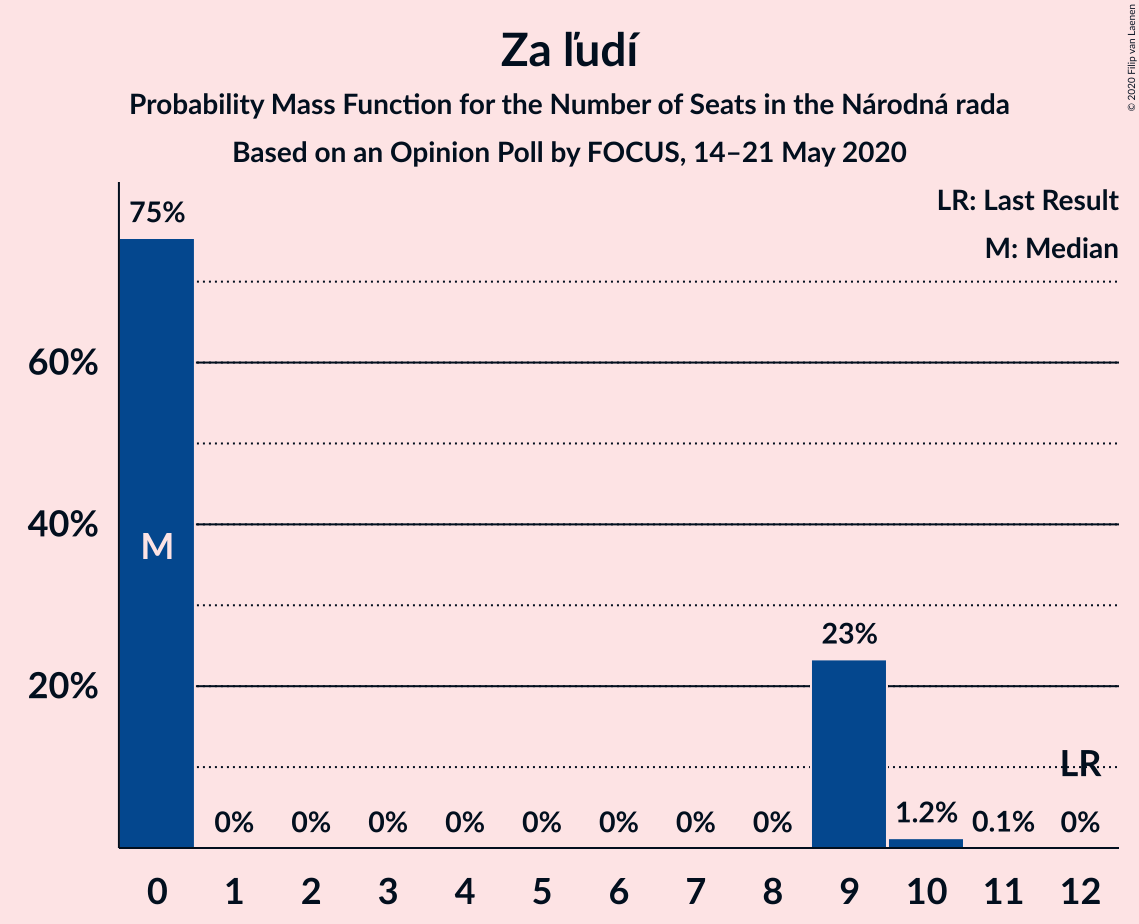 Za ľudí
Probability Mass Function for the Number of Seats in the Národná rada
Based on an Opinion Poll by FOCUS, 14–21 May 2020
© 2020 Filip van Laenen
LR: Last Result
M: Median
75%
60%
40%
M
23%
20%
LR
0% 0% 0% 0% 0% 0% 0% 0% 1.2% 0.1% 0%
0 1 2 3 4 5 6 7 8 9 10 11 12